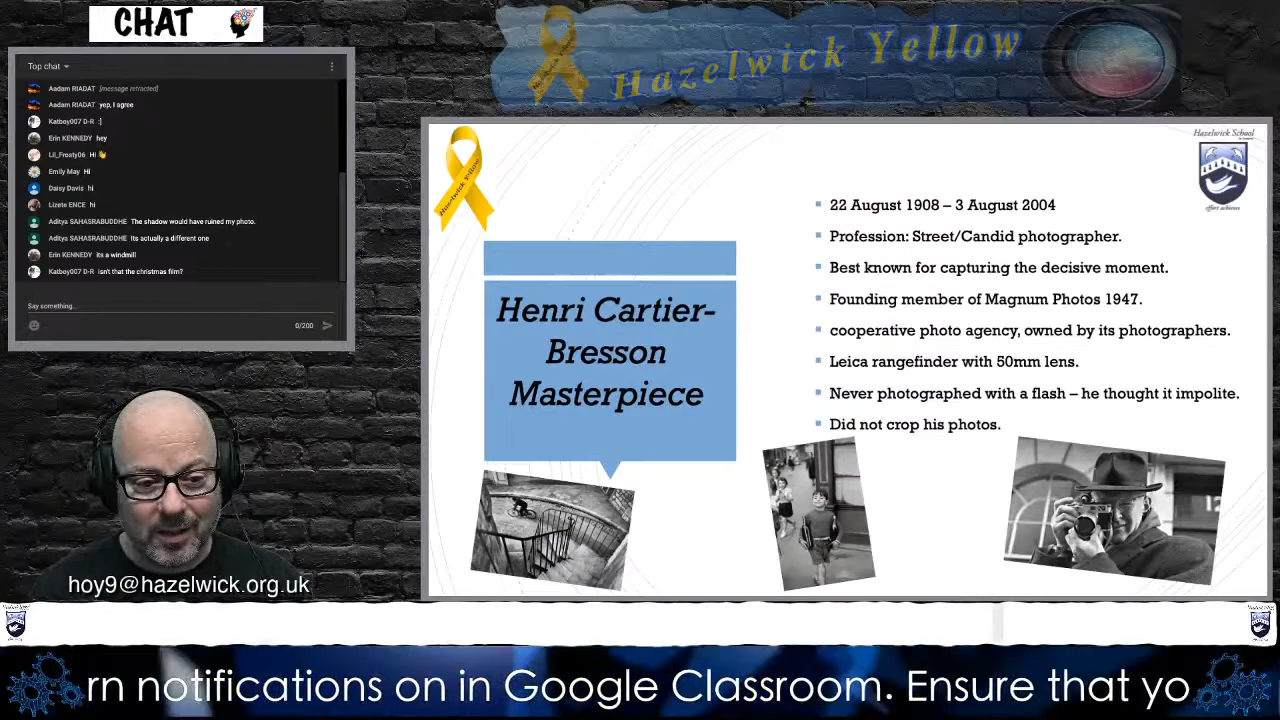 CHAT
Hazelwick Yellow
Top chat
Aadam RIADAT [message retracted]
Aadam RIADAT yep, I agree
Katboy007 D-R :]
Erin KENNEDY hey
Lil_Frosty06 Hi 👋
Emily May Hi
Daisy Davis hi
Lizete ENCE hi
Aditya SAHASRABUDDHE The shadow would have ruined my photo.
Aditya SAHASRABUDDHE Its actually a different one
Erin KENNEDY its a windmill
Katboy007 D-R isn't that the christmas film?
Say something...
0/200
Hazelwick Yellow
Hazelwick School
effort achieves
Henri Cartier-
Bresson
Masterpiece
22 August 1908 – 3 August 2004
Profession: Street/Candid photographer.
Best known for capturing the decisive moment.
Founding member of Magnum Photos 1947.
cooperative photo agency, owned by its photographers.
Leica rangefinder with 50mm lens.
Never photographed with a flash – he thought it impolite.
Did not crop his photos.
hoy9@hazelwick.org.uk
rn notifications on in Google Classroom. Ensure that yo